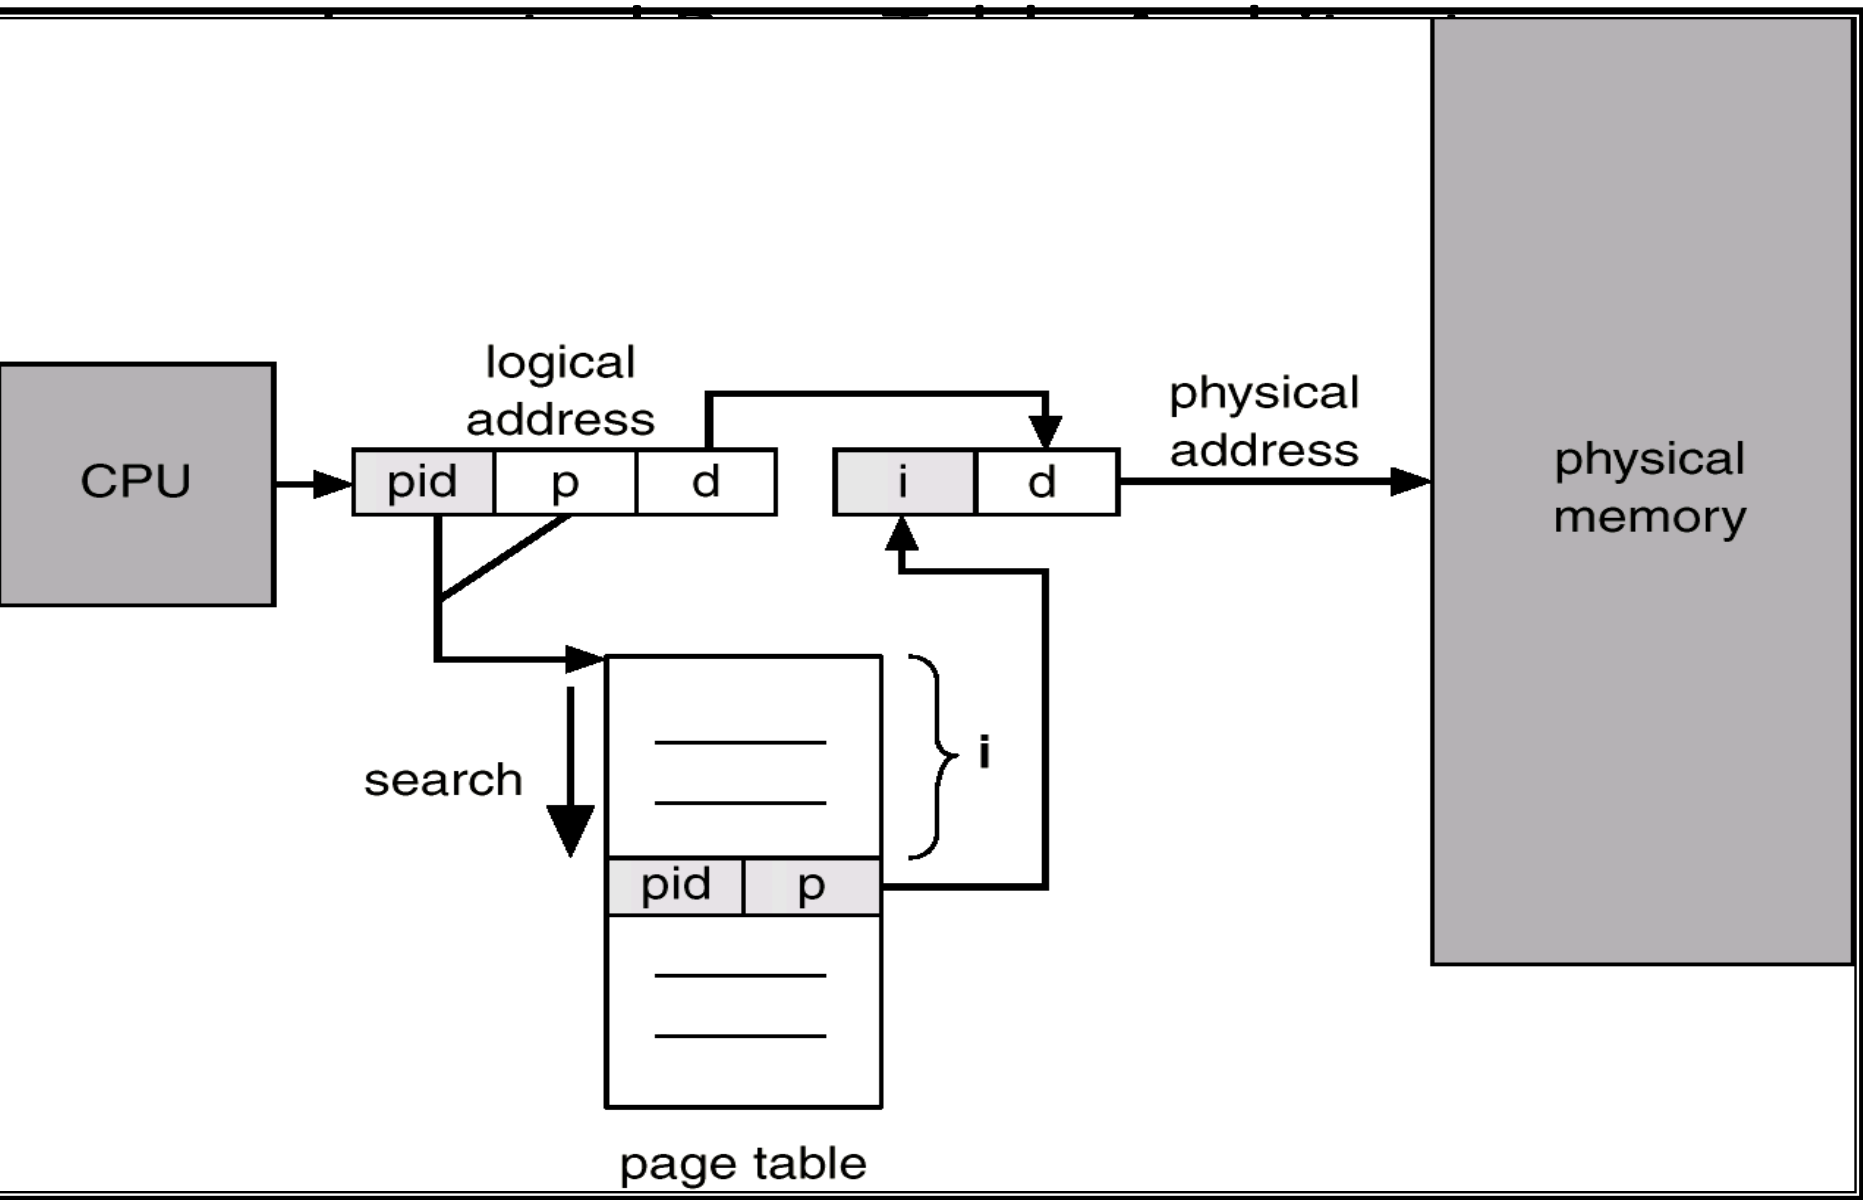 logical
address
physical
address
CPU
pid
p
d
i
d
physical
memory
search
i
pid
p
page table